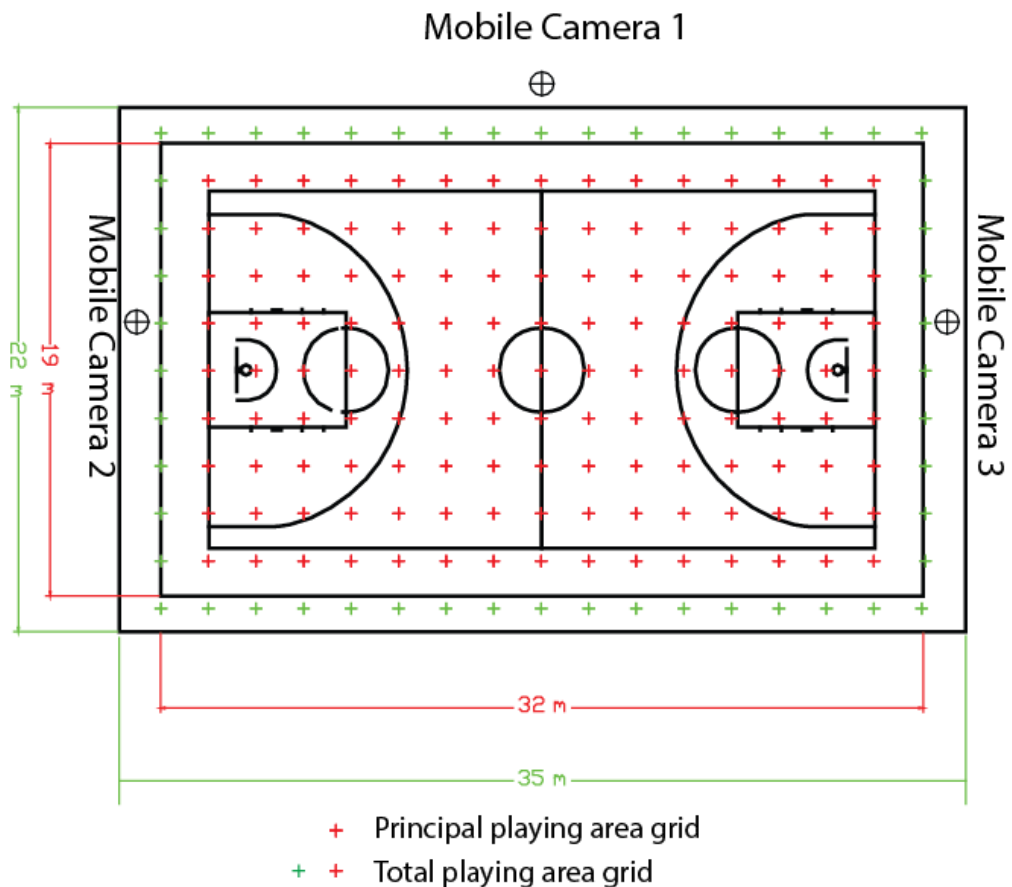 Mobile Camera 1
Mobile Camera 2
Mobile Camera 3
22 m
19 m
32 m
35 m
Principal playing area grid
Total playing area grid